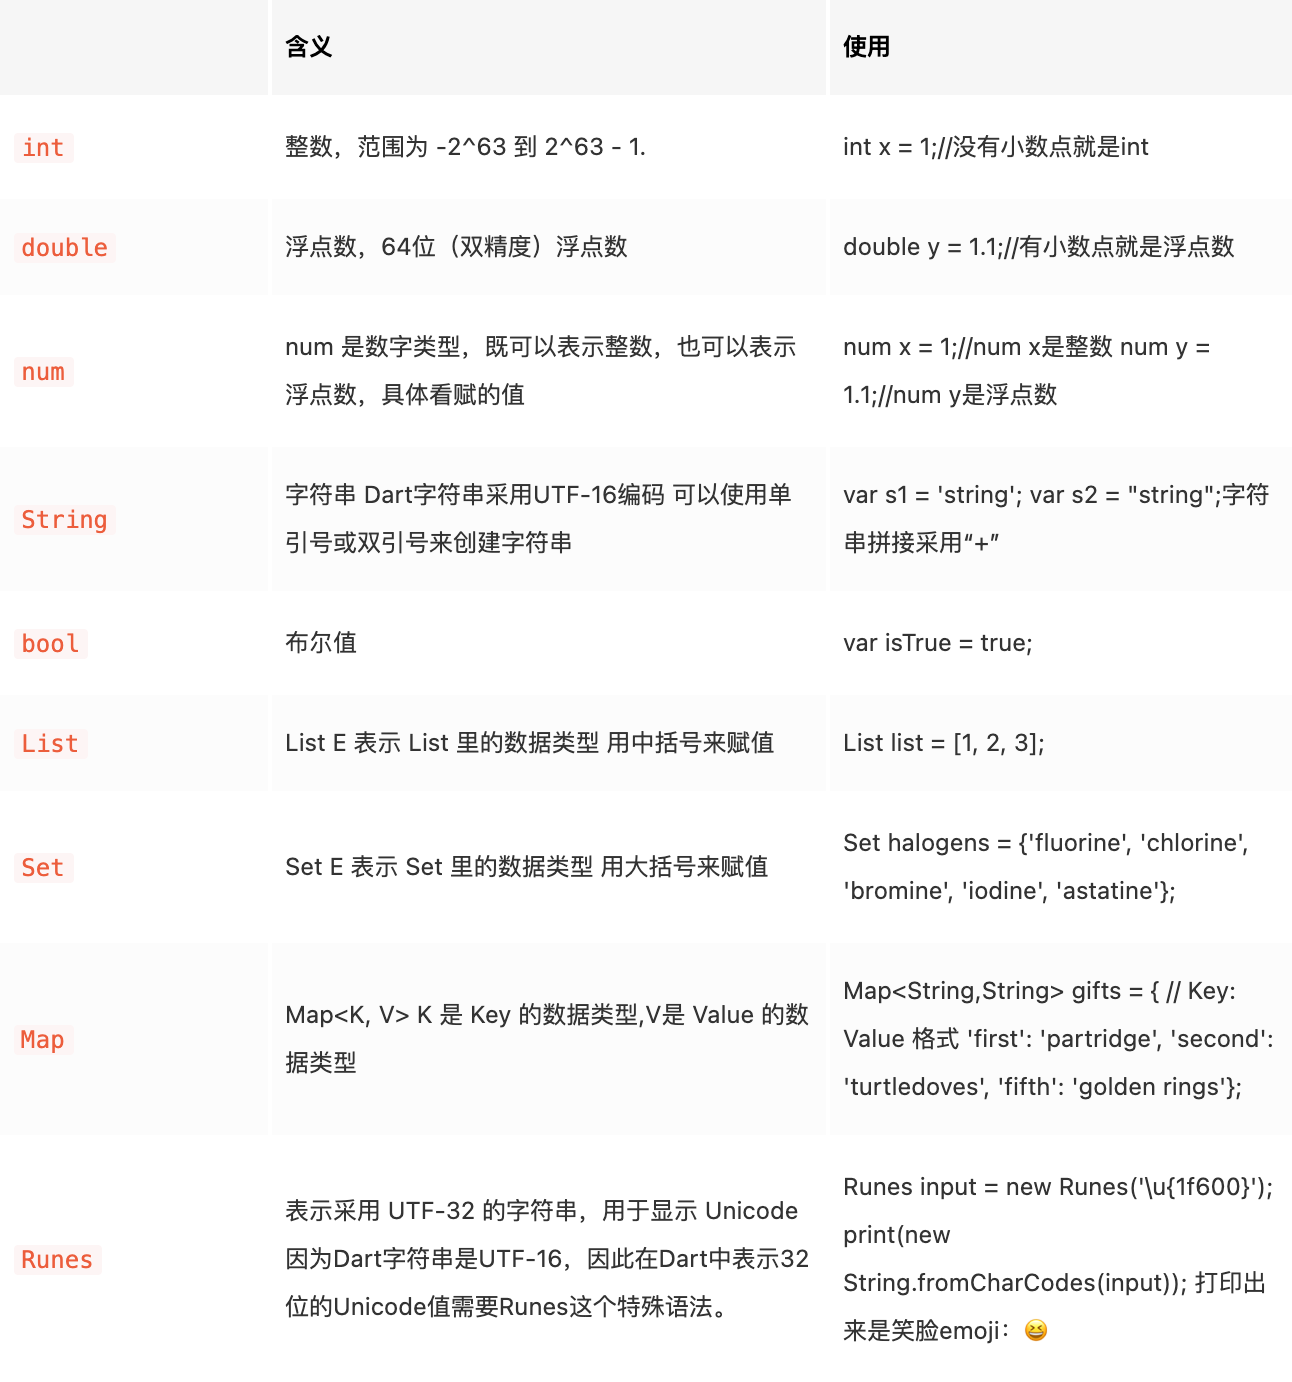 含义
使用
int
整数，范围为 -2^63 到 2^63 - 1.
int x = 1;//没有小数点就是int
double
浮点数，64位（双精度）浮点数
double y = 1.1;//有小数点就是浮点数
num
num 是数字类型，既可以表示整数，也可以表示
浮点数，具体看赋的值
num x = 1;//num x是整数 num y =
1.1;//num y是浮点数
String
字符串 Dart字符串采用UTF-16编码 可以使用单
引号或双引号来创建字符串
var s1 = 'string'; var s2 = "string";字符
串拼接采用“+”
bool
布尔值
var isTrue = true;
List
List E 表示 List 里的数据类型 用中括号来赋值
List list = [1, 2, 3];
Set
Set E 表示 Set 里的数据类型 用大括号来赋值
Set halogens = {'fluorine', 'chlorine',
'bromine', 'iodine', 'astatine'};
Map
Map<K, V> K 是 Key 的数据类型,V是 Value 的数
据类型
Map<String,String> gifts = { // Key:
Value 格式 'first': 'partridge', 'second':
'turtledoves', 'fifth': 'golden rings'};
Runes
表示采用 UTF-32 的字符串，用于显示 Unicode
因为Dart字符串是UTF-16，因此在Dart中表示32
位的Unicode值需要Runes这个特殊语法。
Runes input = new Runes('\u{1f600}');
print(new
String.fromCharCodes(input)); 打印出
来是笑脸emoji：😆